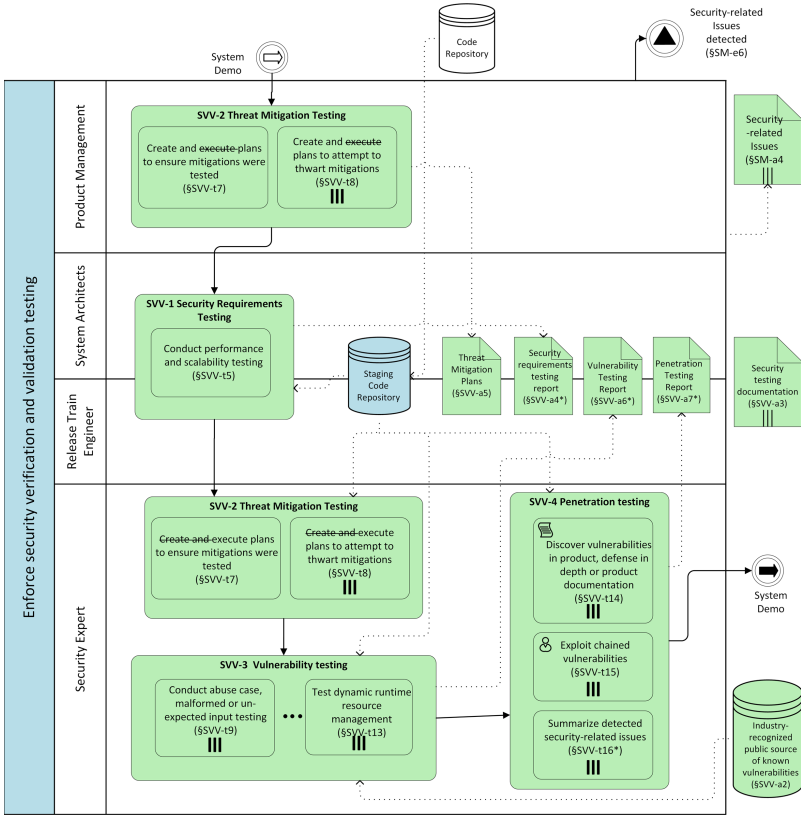 Security-related
Issues
detected
(§SM-e6)
Code
Repository
System
Demo
Enforce security verification and validation testing
Product Management
SVV-2 Threat Mitigation Testing
Create and execute plans
to ensure mitigations were
tested
(§SVV-t7)
Create and execute
plans to attempt to
thwart mitigations
(§SVV-t8)
Security
-related
Issues
(§SM-a4
System Architects
SVV-1 Security Requirements
Testing
Conduct performance
and scalability testing
(§SVV-t5)
Staging
Code
Repository
Threat
Mitigation
Plans
(§SVV-a5)
Security
requirements
testing
report
(§SVV-a4*)
Vulnerability
Testing
Report
(§SVV-a6*)
Penetration
Testing
Report
(§SVV-a7*)
Security
testing
documentation
(§SVV-a3)
Release Train
Engineer
Security Expert
SVV-2 Threat Mitigation Testing
Create and execute plans
to ensure mitigations were
tested
(§SVV-t7)
Create and execute
plans to attempt to
thwart mitigations
(§SVV-t8)
SVV-4 Penetration testing
Discover vulnerabilities
in product, defense in
depth or product
documentation
(§SVV-t14)
Exploit chained
vulnerabilities
(§SVV-t15)
Summarize detected
security-related issues
(§SVV-t16*)
System
Demo
SVV-3 Vulnerability testing
Conduct abuse case,
malformed or un-
expected input testing
(§SVV-t9)
Test dynamic runtime
resource
management
(§SVV-t13)
Industry-
recognized
public source
of known
vulnerabilities
(§SVV-a2)